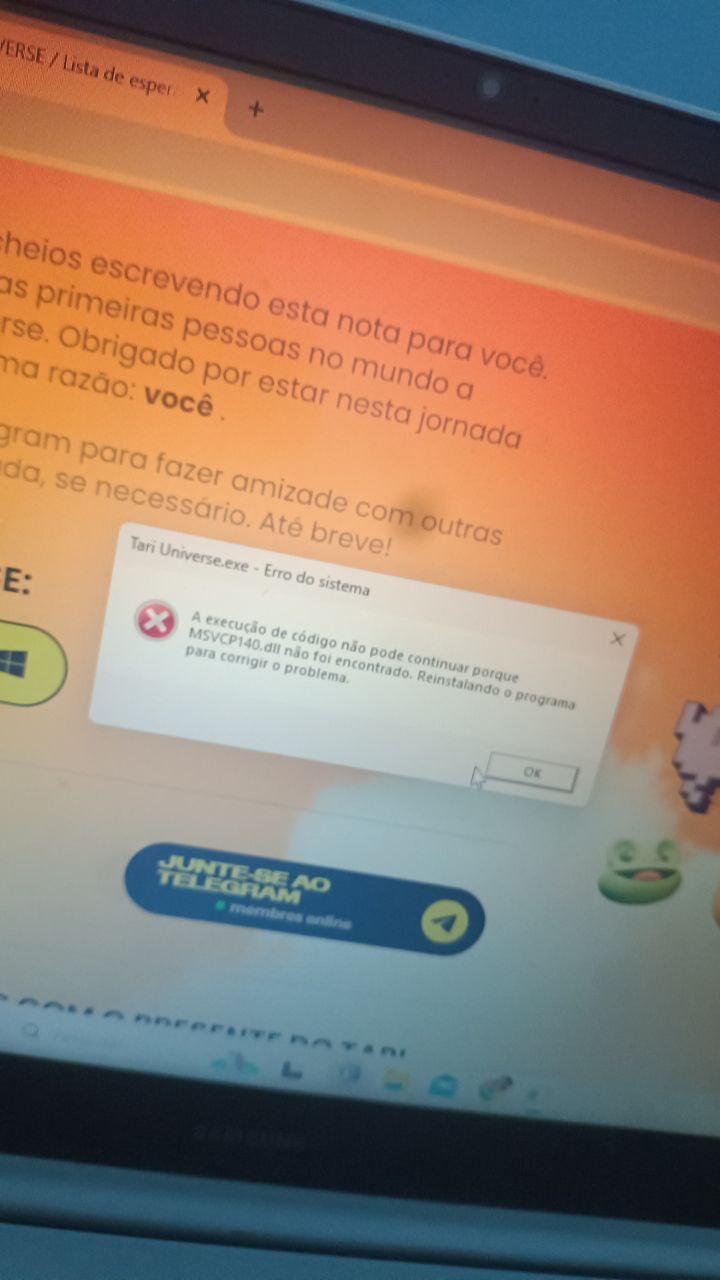 VERSE / Lista de esper
cheios escrevendo esta nota para você.
as primeiras pessoas no mundo a
rse. Obrigado por estar nesta jornada
ma razão: você .
gram para fazer amizade com outras
da, se necessário. Até breve!
E:
Tari Universe.exe - Erro do sistema
A execução de código não pode continuar porque
MSVCP140.dll não foi encontrado. Reinstalando o programa
para corrigir o problema.
OK
JUNTE-SE AO
TELEGRAM
membros online
COM O PRESENTE DO TARI
SAMSUNG